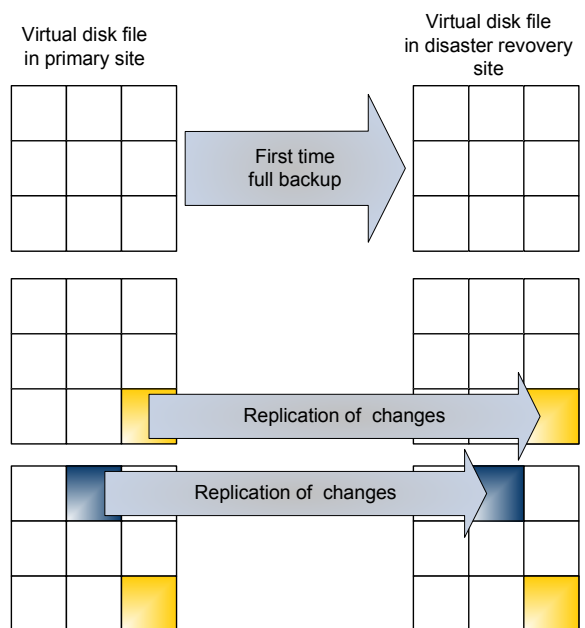 Virtual disk file
in primary site
Virtual disk file
in disaster revovery
site
First time
full backup
Replication of  changes
Replication of  changes